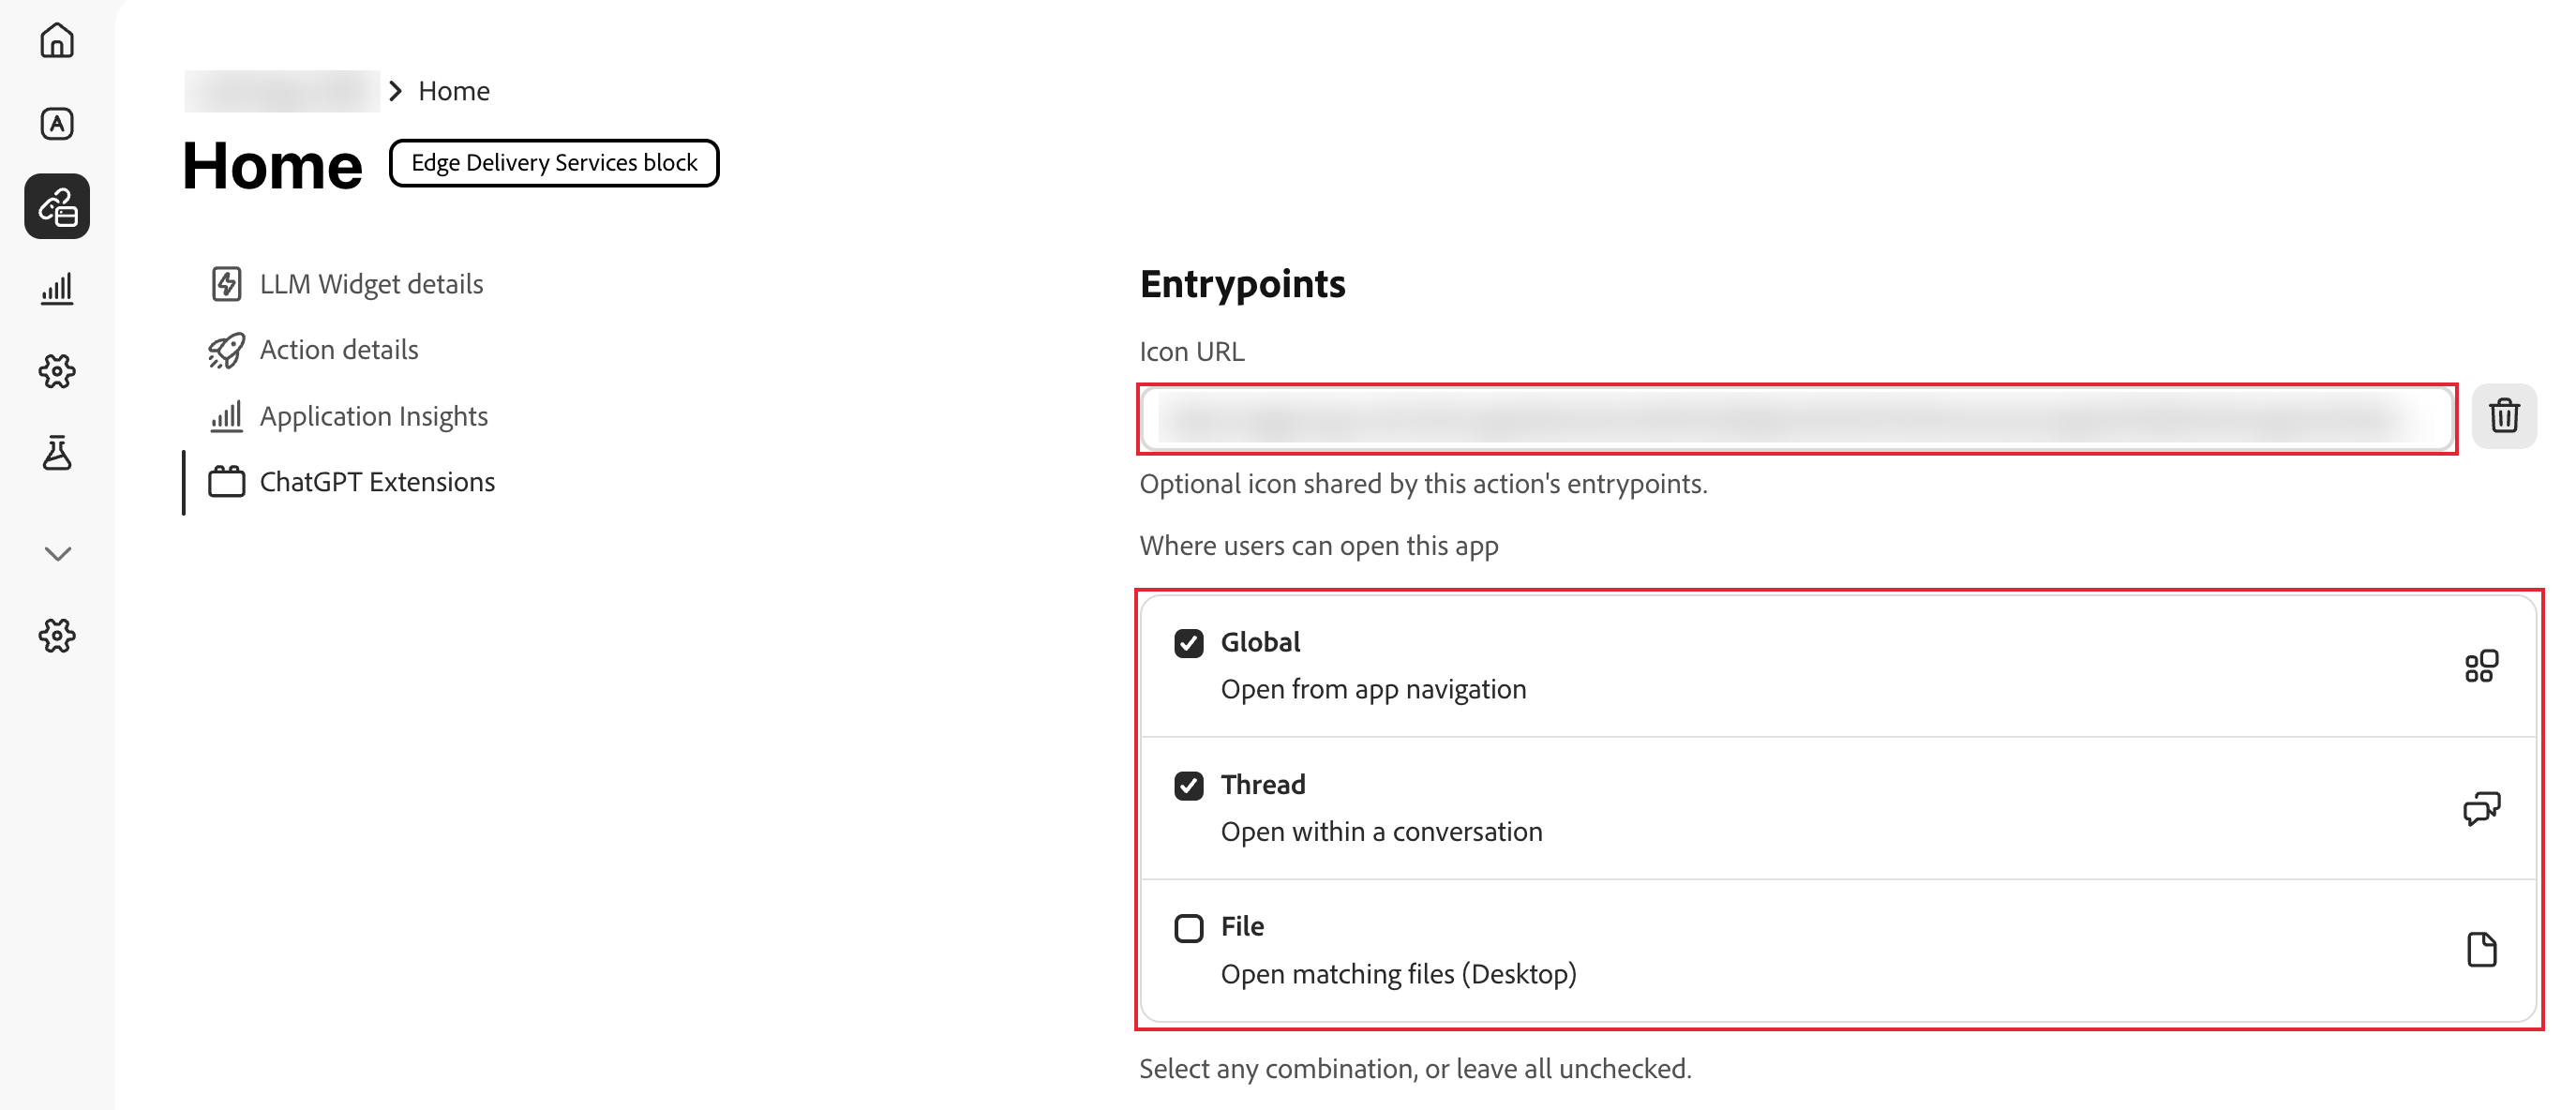 Home
Home
Edge Delivery Services block
LLM Widget details
Action details
Application Insights
ChatGPT Extensions
Entrypoints
Icon URL
Optional icon shared by this action's entrypoints.
Where users can open this app
Global
Open from app navigation
Thread
Open within a conversation
File
Open matching files (Desktop)
Select any combination, or leave all unchecked.